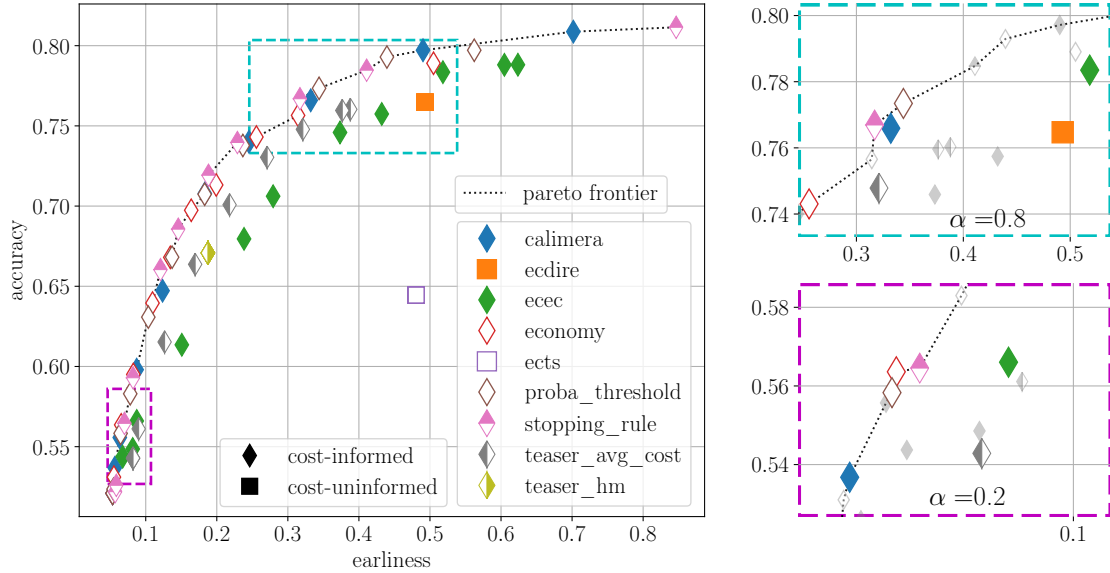 0.80
0.75
0.70
0.65
0.60
0.55
accuracy
0.1
0.2
0.3
0.4
0.5
0.6
0.7
0.8
earliness
pareto frontier
calimera
ecdire
ecec
economy
ects
proba_threshold
stopping_rule
teaser_avg_cost
teaser_hm
cost-informed
cost-uninformed
0.80
0.78
0.76
0.74
0.3
0.4
0.5
α =0.8
0.58
0.56
0.54
0.1
α =0.2